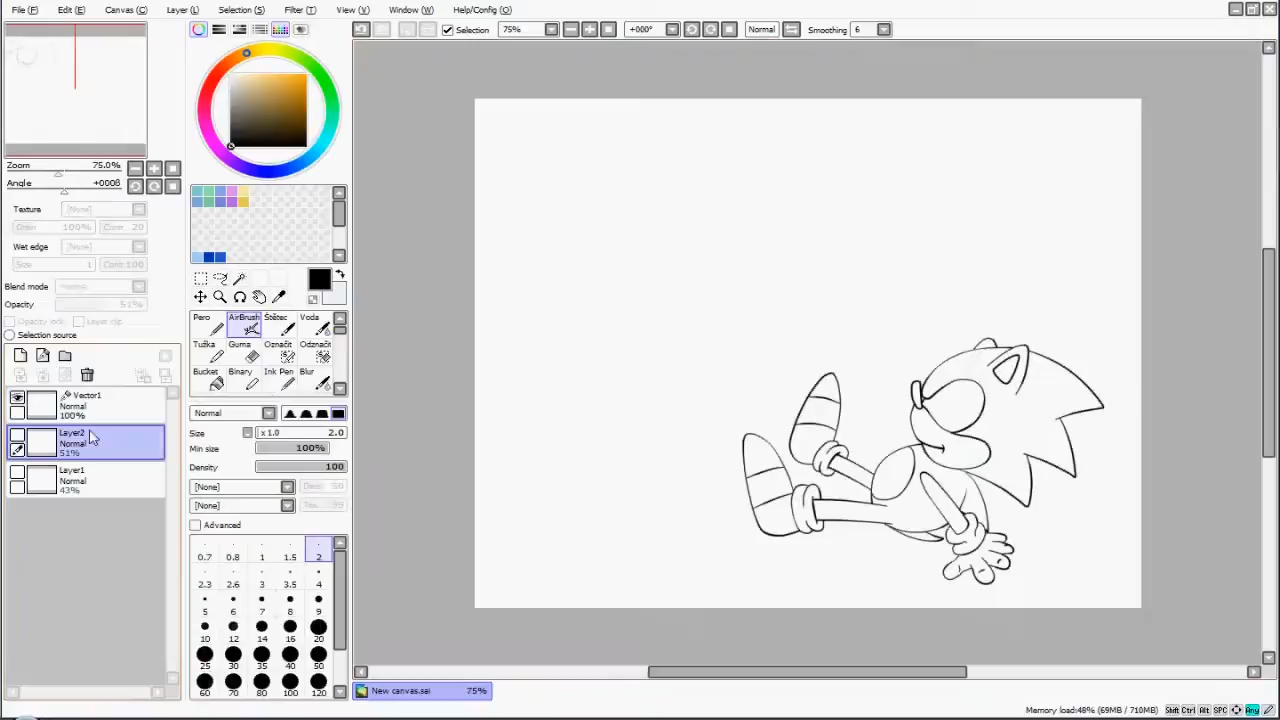 File (F) Edit (E) Canvas (C) Layer (L) Selection (S) Filter (T) View (V) Window (W) Help/Config (O)
Selection 75% +000° Normal Smoothing 6
Zoom 75.0%
Angle +0008
Texture [None]
100% 20
Wet edge [None]
Size 1 Cont 100
Blend mode Normal
Opacity 51%
Opacity lock Layer clip
Selection source
Vector1
Normal
100%
Layer2
Normal
51%
Layer1
Normal
43%
Pero AirBrush Štětec Voda
Tužka Guma Označit Odznačit
Bucket Binary Ink Pen Blur
Normal
Size x 1.0 2.0
Min size 100%
Density 100
[None]
[None]
Advanced
0.7 0.8 1 1.5 2
2.3 2.6 3 3.5 4
5 6 7 8 9
10 12 14 16 20
25 30 35 40 50
60 70 80 100 120
New canvas.sai 75%
Memory load:48% (69MB / 710MB) Shift Ctrl Alt SPC Any